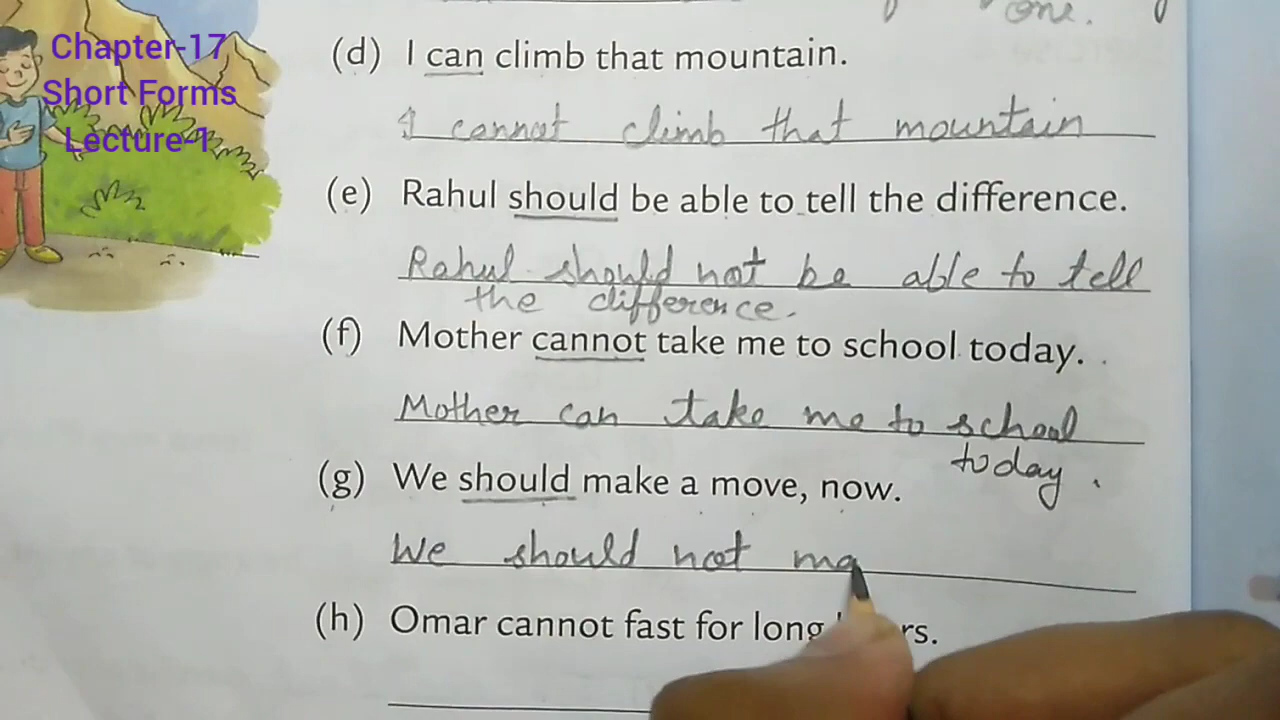 one.
Chapter-17
Short Forms
Lecture-1
(d) I can climb that mountain.
I cannot climb that mountain
(e) Rahul should be able to tell the difference.
Rahul should not be able to tell
the difference.
(f) Mother cannot take me to school today.
Mother can take me to school
today.
(g) We should make a move, now.
We should not ma
(h) Omar cannot fast for long